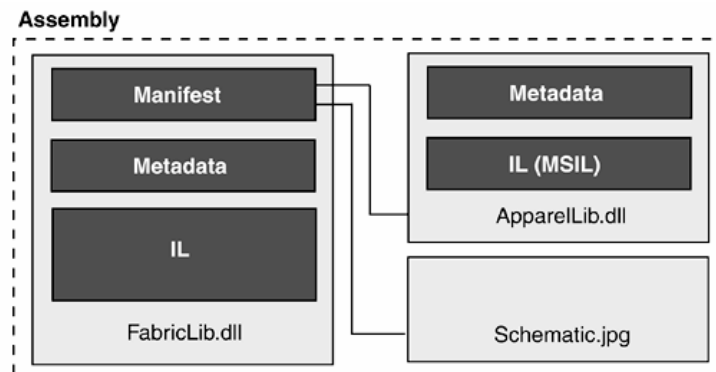 Assembly
Manifest
Metadata
IL
FabricLib.dll
Metadata
IL (MSIL)
ApparelLib.dll
Schematic.jpg